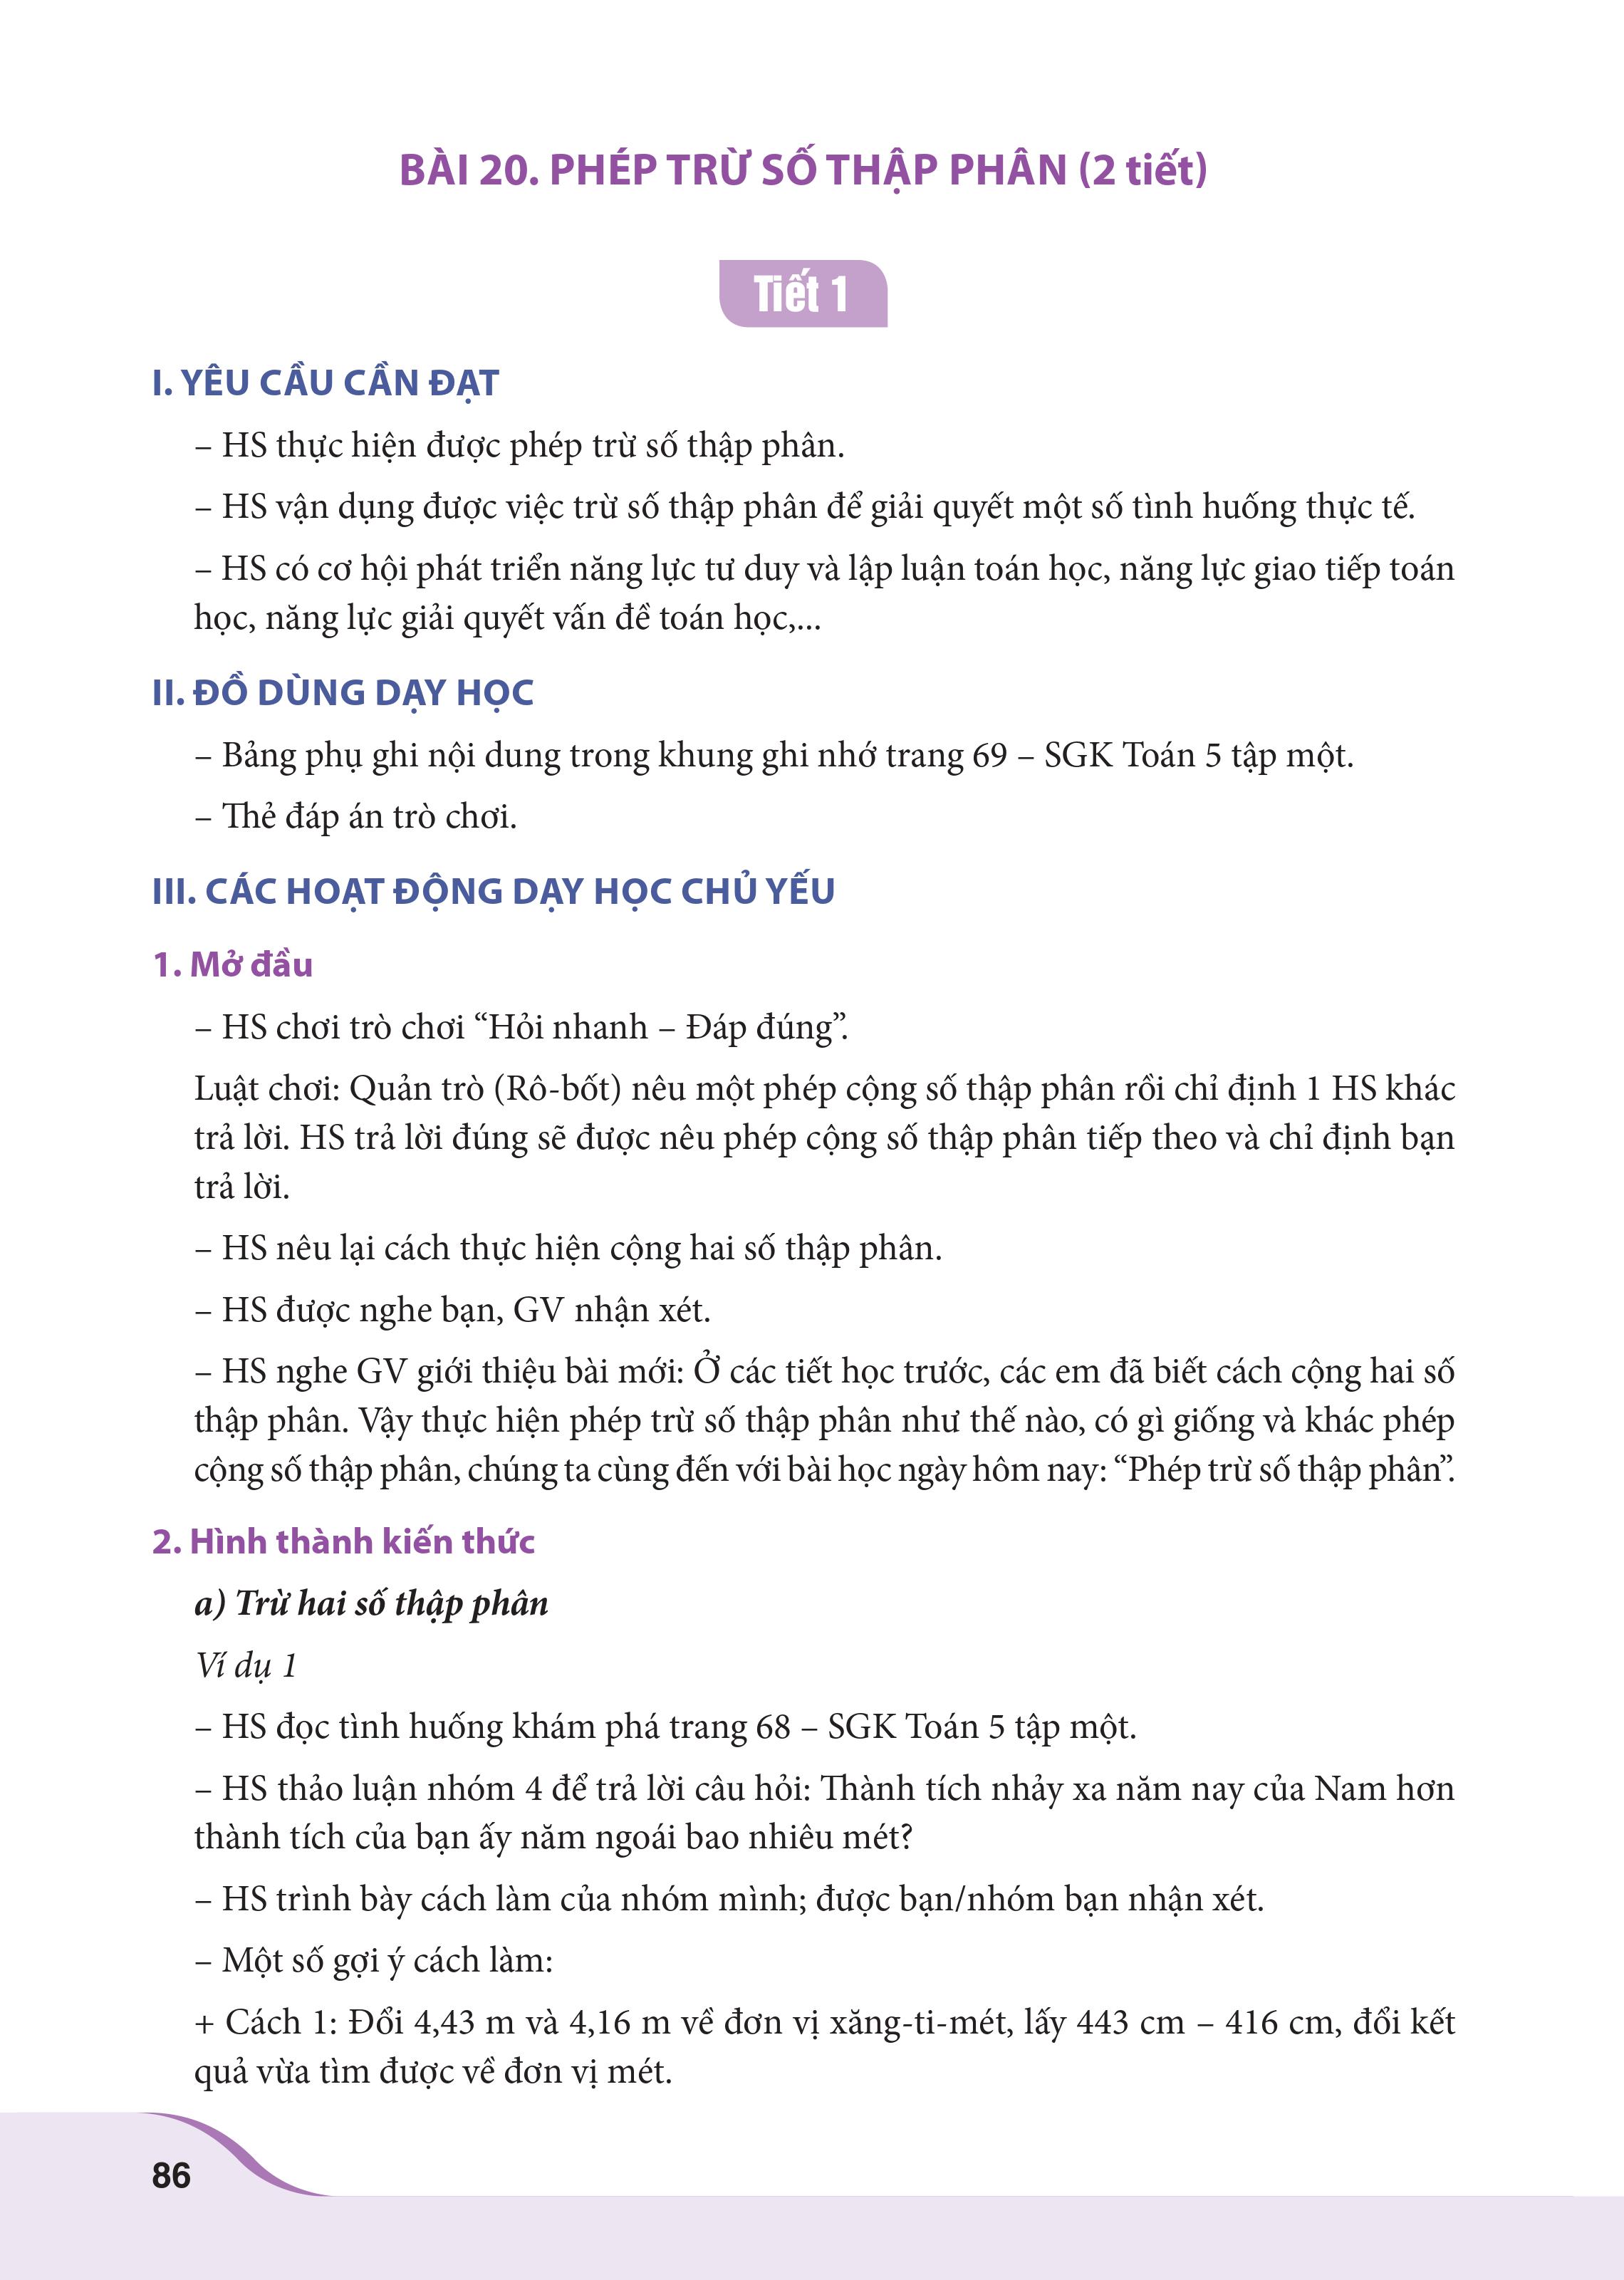 BÀI 20. PHÉP TRỪ SỐ THẬP PHÂN (2 tiết)
Tiết 1
I. YÊU CẦU CẦN ĐẠT
– HS thực hiện được phép trừ số thập phân.
– HS vận dụng được việc trừ số thập phân để giải quyết một số tình huống thực tế.
– HS có cơ hội phát triển năng lực tư duy và lập luận toán học, năng lực giao tiếp toán
học, năng lực giải quyết vấn đề toán học,...
II. ĐỒ DÙNG DẠY HỌC
– Bảng phụ ghi nội dung trong khung ghi nhớ trang 69 – SGK Toán 5 tập một.
– Thẻ đáp án trò chơi.
III. CÁC HOẠT ĐỘNG DẠY HỌC CHỦ YẾU
1. Mở đầu
– HS chơi trò chơi “Hỏi nhanh – Đáp đúng”.
Luật chơi: Quản trò (Rô-bốt) nêu một phép cộng số thập phân rồi chỉ định 1 HS khác
trả lời. HS trả lời đúng sẽ được nêu phép cộng số thập phân tiếp theo và chỉ định bạn
trả lời.
– HS nêu lại cách thực hiện cộng hai số thập phân.
– HS được nghe bạn, GV nhận xét.
– HS nghe GV giới thiệu bài mới: Ở các tiết học trước, các em đã biết cách cộng hai số
thập phân. Vậy thực hiện phép trừ số thập phân như thế nào, có gì giống và khác phép
cộng số thập phân, chúng ta cùng đến với bài học ngày hôm nay: “Phép trừ số thập phân”.
2. Hình thành kiến thức
a) Trừ hai số thập phân
Ví dụ 1
– HS đọc tình huống khám phá trang 68 – SGK Toán 5 tập một.
– HS thảo luận nhóm 4 để trả lời câu hỏi: Thành tích nhảy xa năm nay của Nam hơn
thành tích của bạn ấy năm ngoái bao nhiêu mét?
– HS trình bày cách làm của nhóm mình; được bạn/nhóm bạn nhận xét.
– Một số gợi ý cách làm:
+ Cách 1: Đổi 4,43 m và 4,16 m về đơn vị xăng-ti-mét, lấy 443 cm – 416 cm, đổi kết
quả vừa tìm được về đơn vị mét.
86